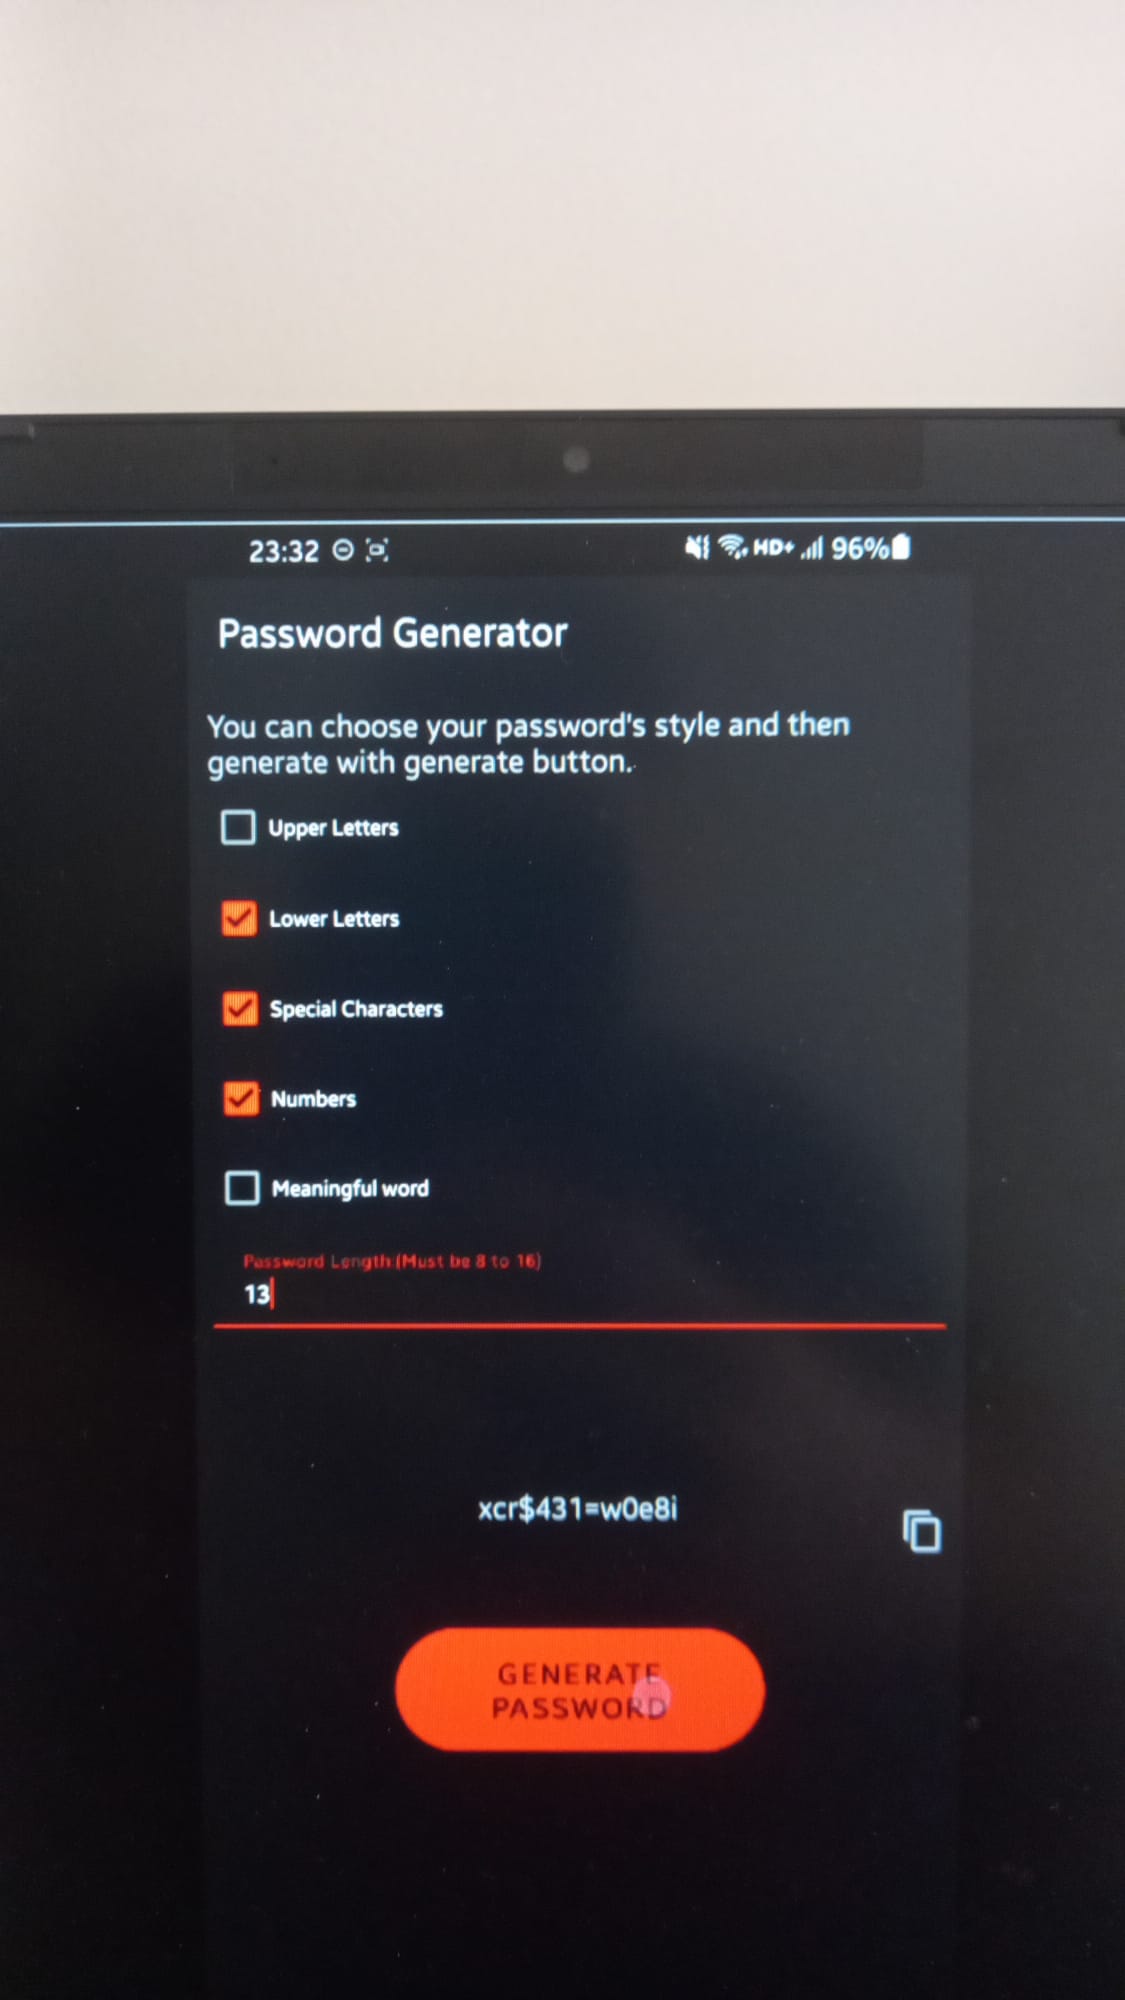 23:32 HD+ 96%
Password Generator
You can choose your password's style and then
generate with generate button.
Upper Letters
Lower Letters
Special Characters
Numbers
Meaningful word
Password Length:(Must be 8 to 16)
13
xcr$431=w0e8i
GENERATE
PASSWORD